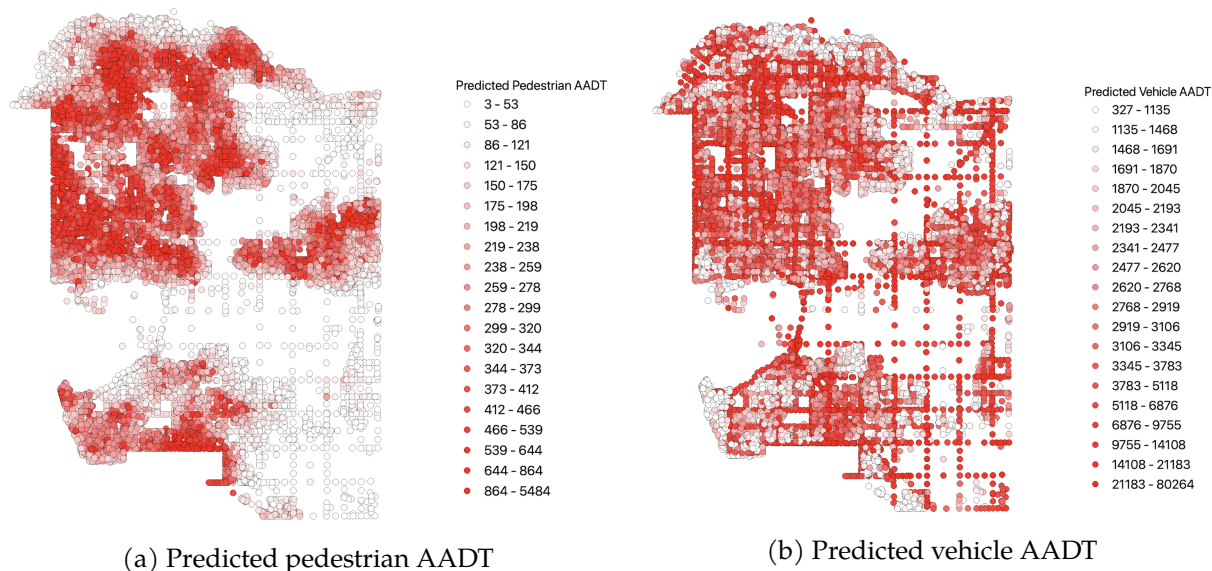 Predicted Pedestrian AADT
3 – 53
53 – 86
86 – 121
121 – 150
150 – 175
175 – 198
198 – 219
219 – 238
238 – 259
259 – 278
278 – 299
299 – 320
320 – 344
344 – 373
373 – 412
412 – 466
466 – 539
539 – 644
644 – 864
864 – 5484
(a) Predicted pedestrian AADT
Predicted Vehicle AADT
327 – 1135
1135 – 1468
1468 – 1691
1691 – 1870
1870 – 2045
2045 – 2193
2193 – 2341
2341 – 2477
2477 – 2620
2620 – 2768
2768 – 2919
2919 – 3106
3106 – 3345
3345 – 3783
3783 – 5118
5118 – 6876
6876 – 9755
9755 – 14108
14108 – 21183
21183 – 80264
(b) Predicted vehicle AADT